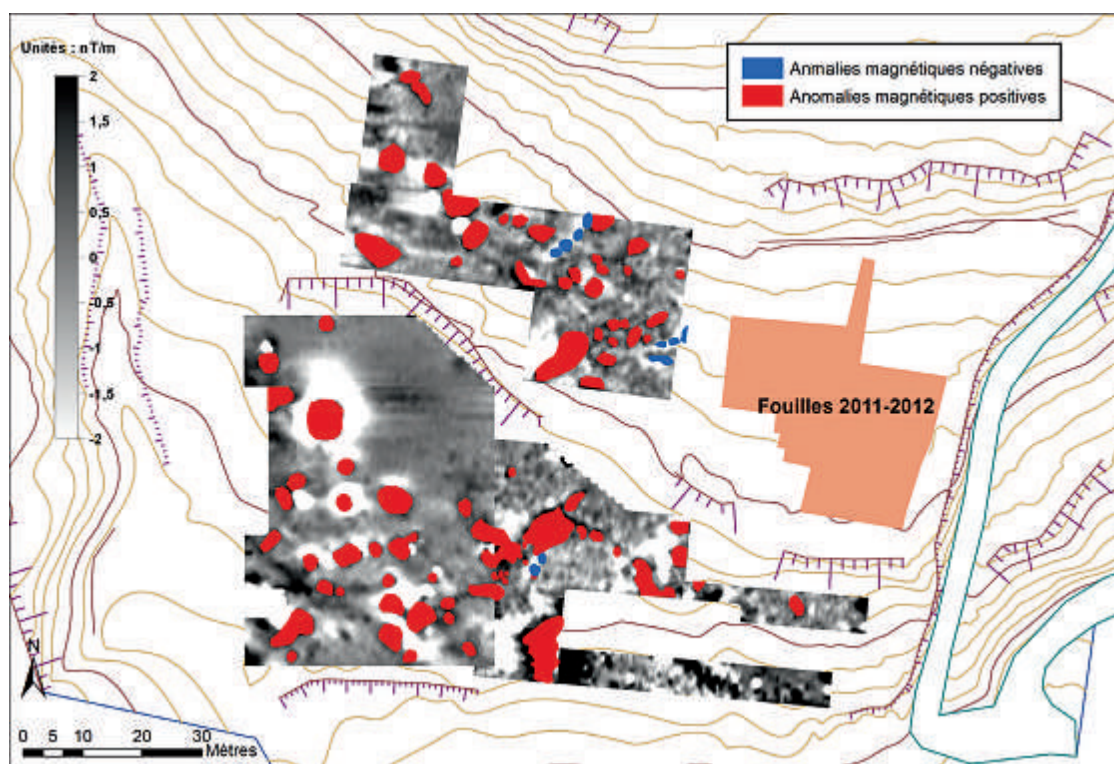 Unités : nT/m
2
1,5
1
0,5
0
-0,5
-1
-1,5
-2
Anmalies magnétiques négatives
Anomalies magnétiques positives
Fouilles 2011-2012
N
0 5 10 20 30
Mètres